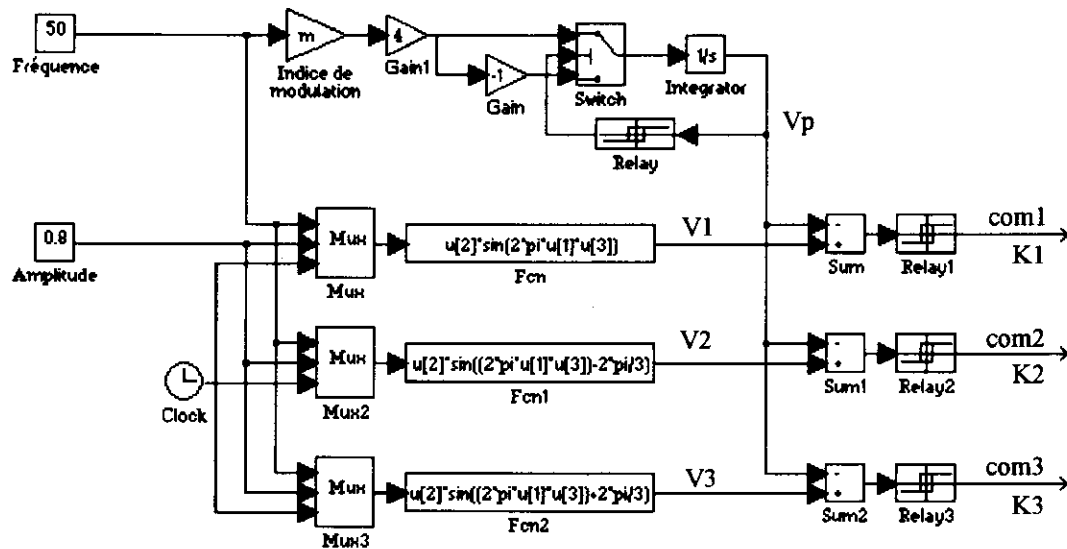 50
Fréquence
m
Indice de
modulation
4
Gain1
-1
Gain
Switch
1/s
Integrator
Vp
Relay
0.8
Amplitude
Mux
Mux
u[2]*sin(2*pi*u[1]*u[3])
Fcn
V1
Sum
Relay1
com1
K1
Clock
Mux
Mux2
u[2]*sin((2*pi*u[1]*u[3])-2*pi/3)
Fcn1
V2
Sum1
Relay2
com2
K2
Mux
Mux3
u[2]*sin((2*pi*u[1]*u[3])+2*pi/3)
Fcn2
V3
Sum2
Relay3
com3
K3